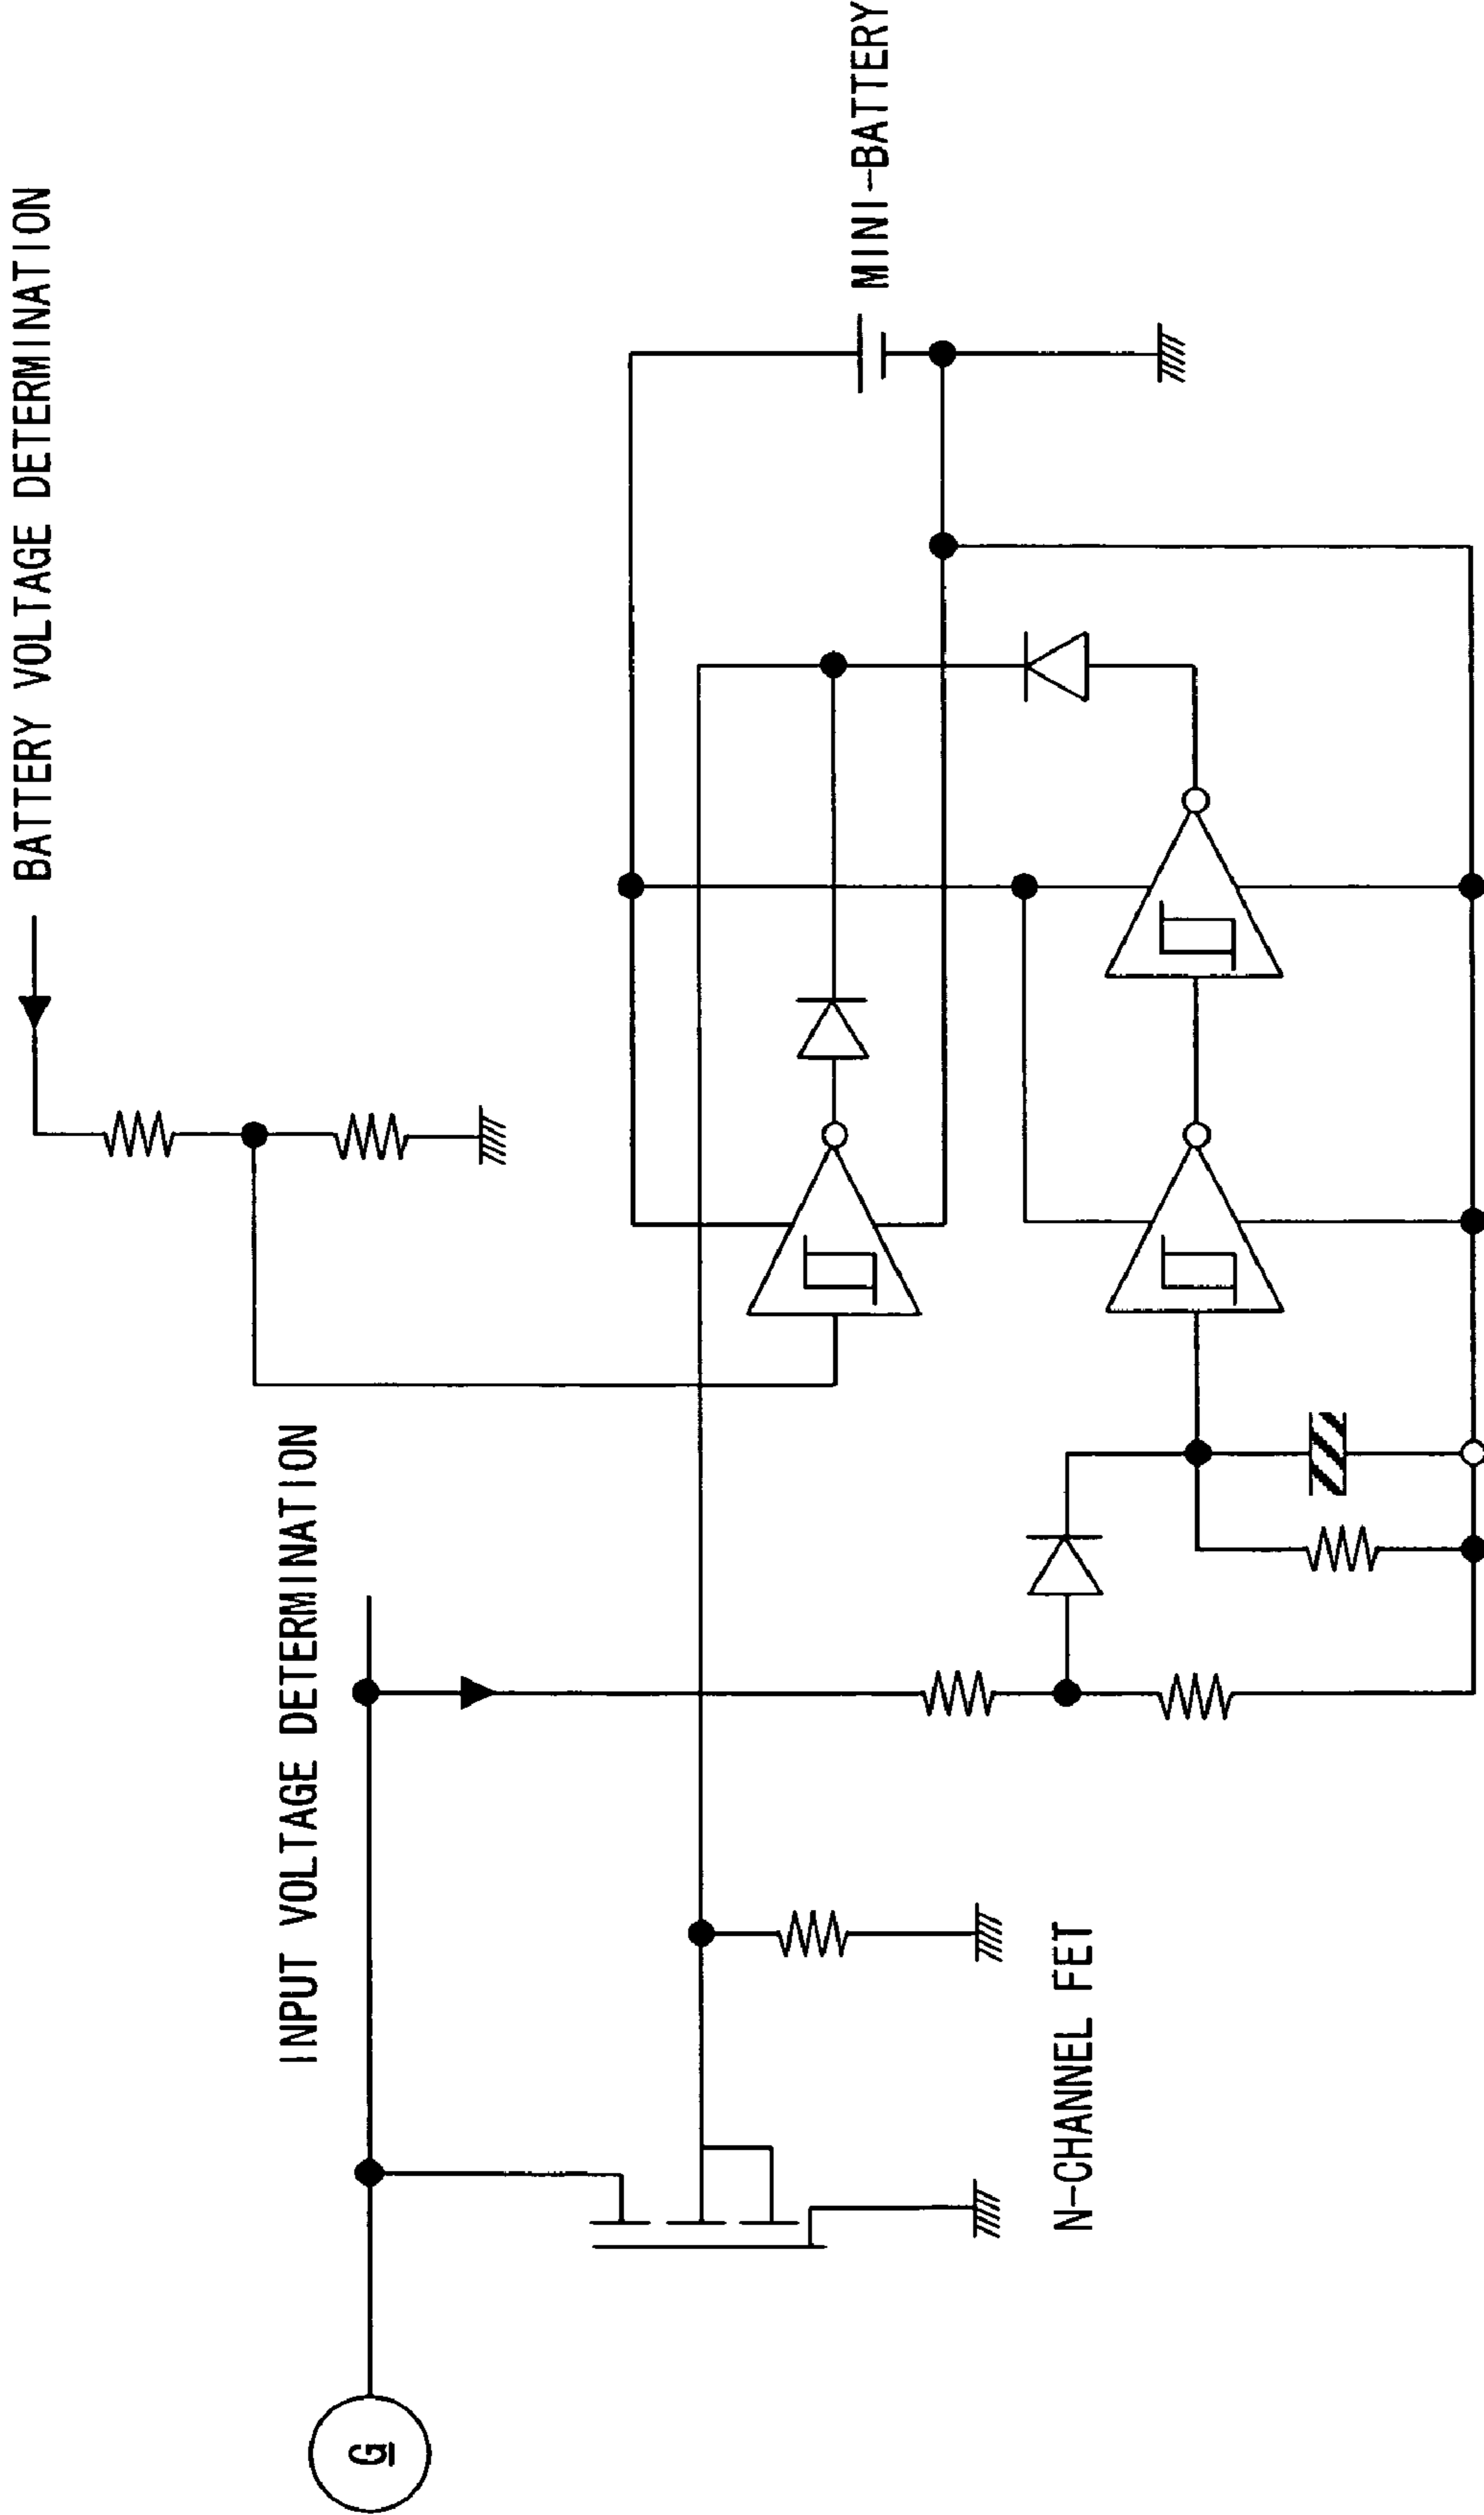 BATTERY VOLTAGE DETERMINATION
INPUT VOLTAGE DETERMINATION
MINI-BATTERY
N-CHANNEL FET
G